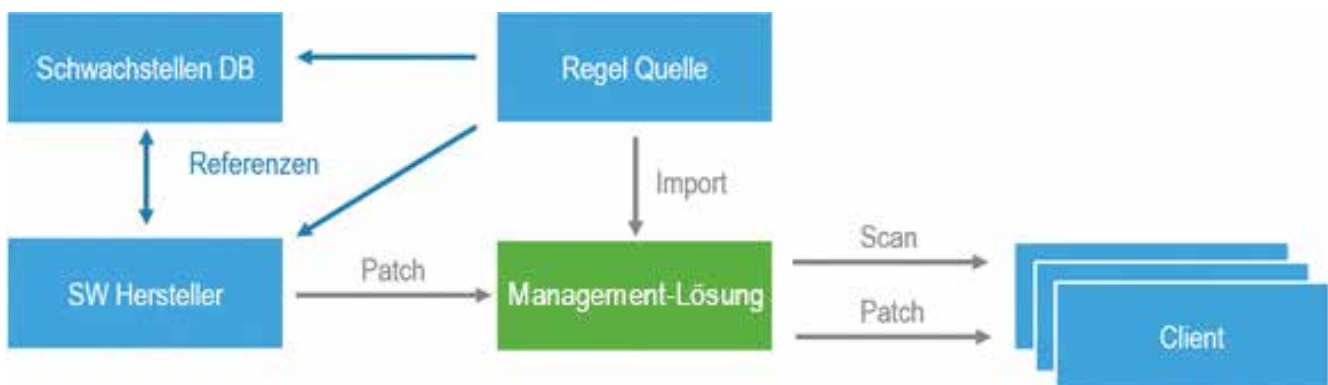 Schwachstellen DB
Regel Quelle
Referenzen
Import
SW Hersteller
Patch
Management-Lösung
Scan
Patch
Client